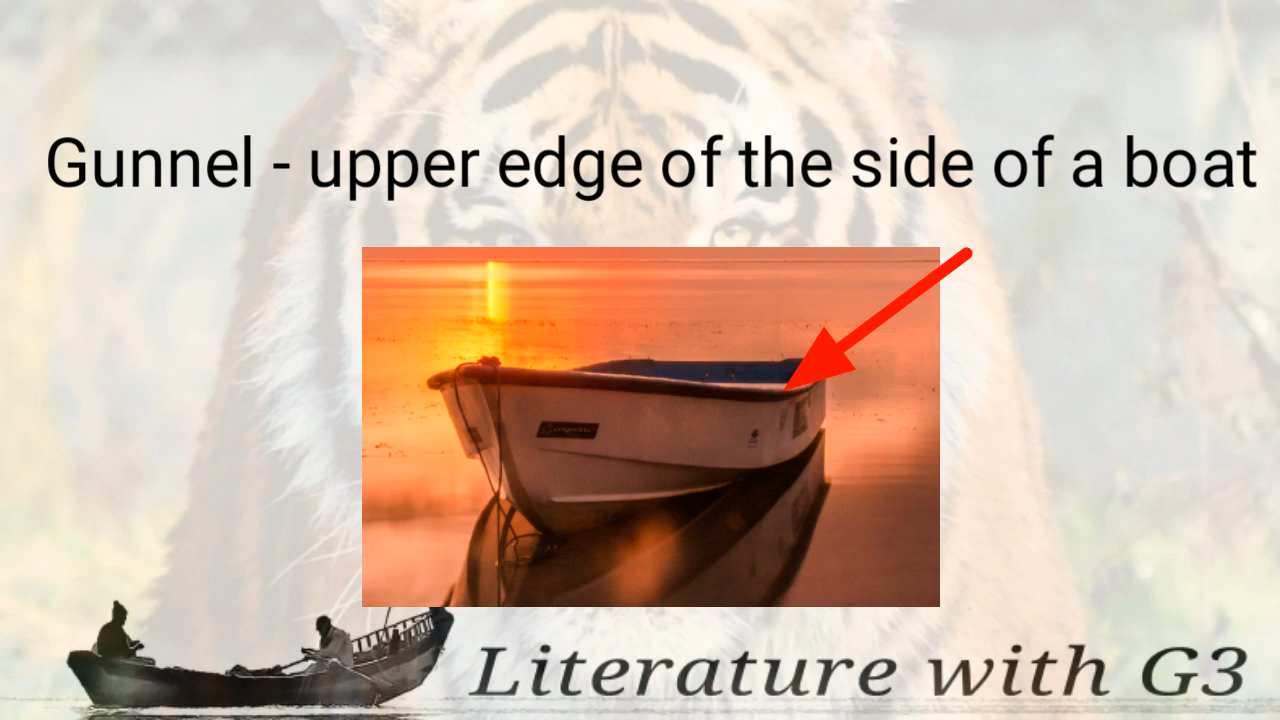 Gunnel - upper edge of the side of a boat
Literature with G3